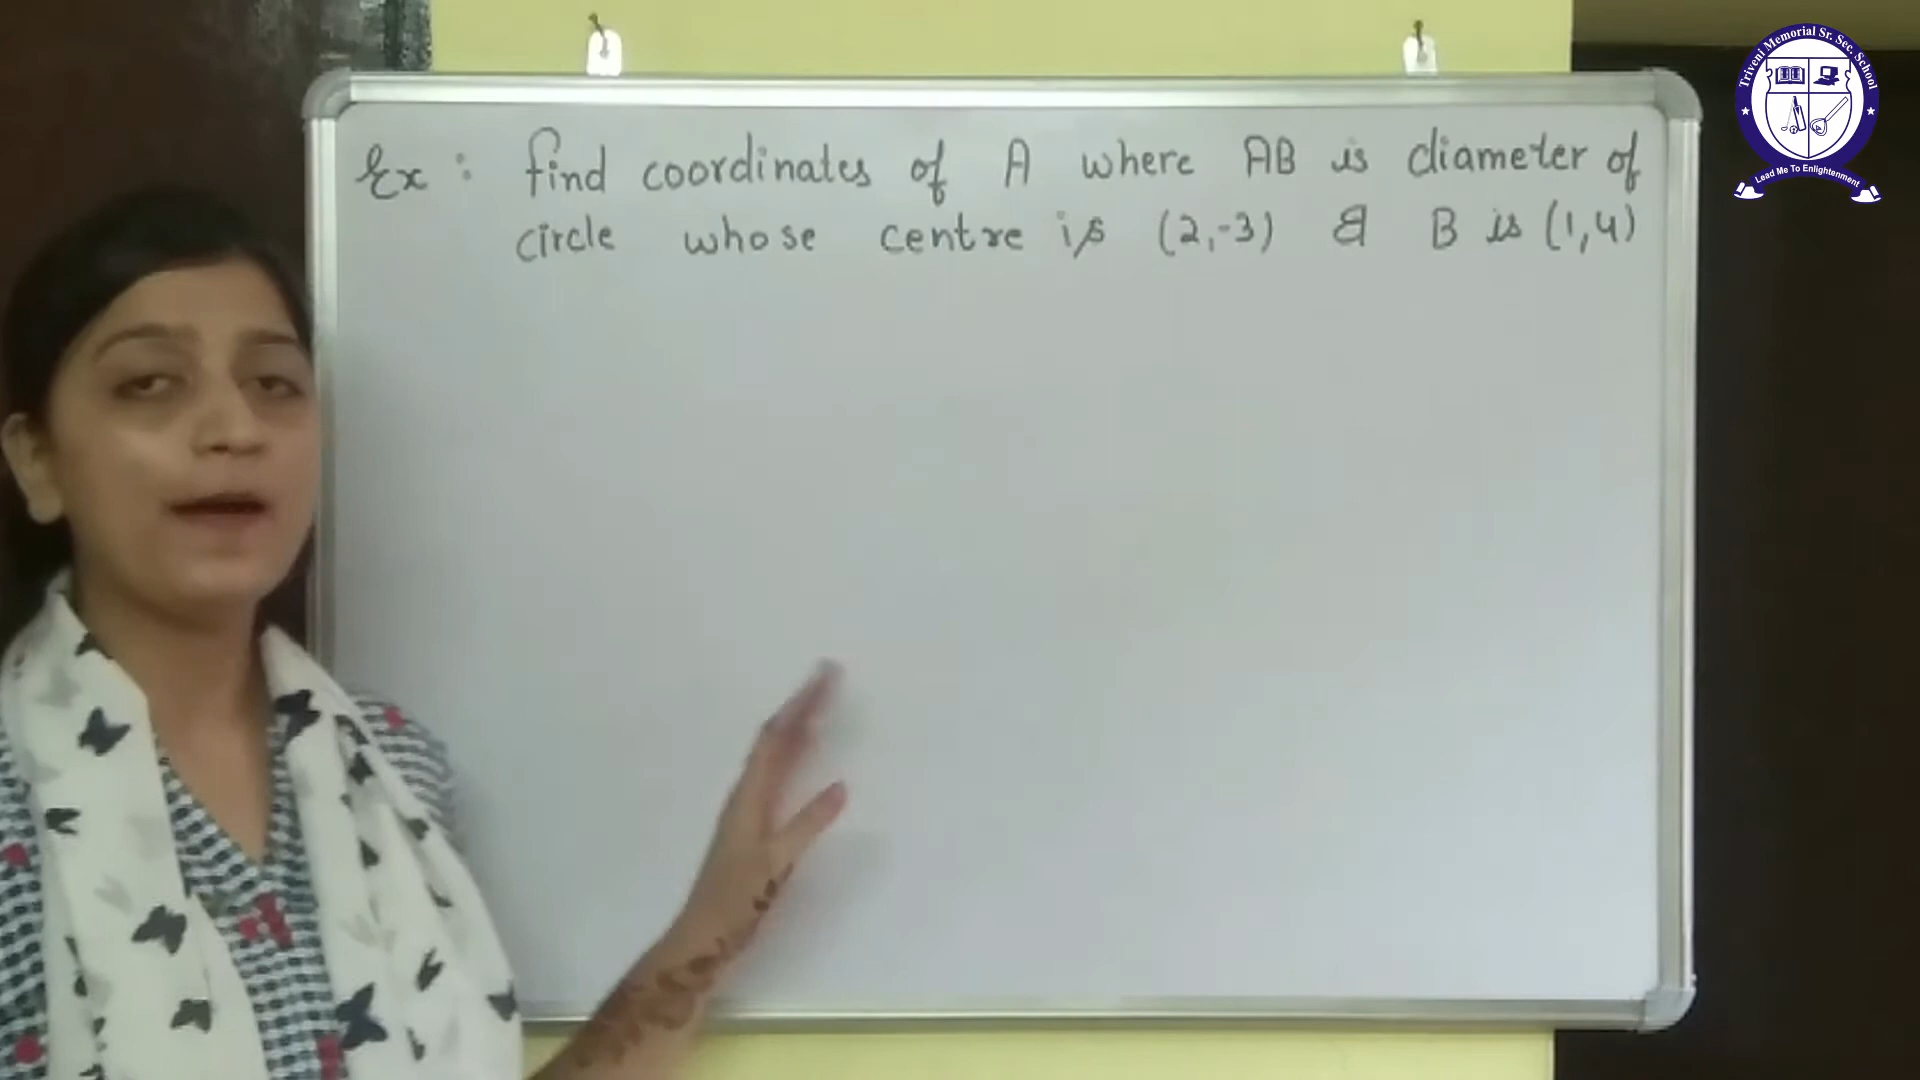 Triveni Memorial Sr. Sec. School
Lead Me To Enlightenment
Ex : find coordinates of A where AB is diameter of
circle whose centre is (2,-3) & B is (1,4)